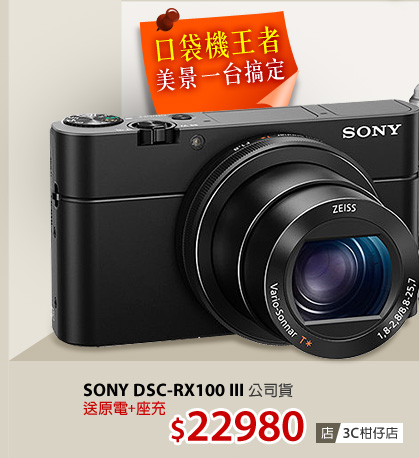 口袋機王者
美景一台搞定
SONY
ZEISS
Vario-Sonnar T* 1,8-2,8/8,8-25,7
SONY DSC-RX100 III 公司貨
送原電+座充
$22980
店 3C柑仔店